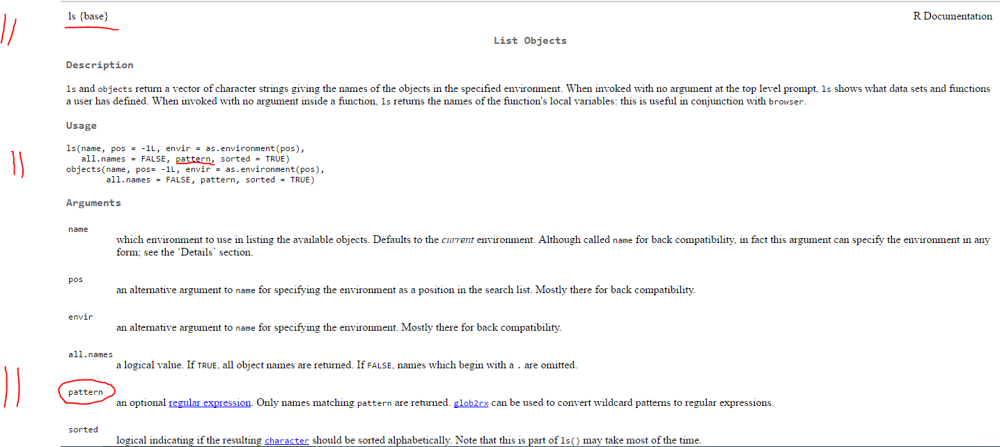 ls {base} R Documentation
List Objects
Description
ls and objects return a vector of character strings giving the names of the objects in the specified environment. When invoked with no argument at the top level prompt, ls shows what data sets and functions
a user has defined. When invoked with no argument inside a function, ls returns the names of the function's local variables: this is useful in conjunction with browser.
Usage
ls(name, pos = -1L, envir = as.environment(pos),
   all.names = FALSE, pattern, sorted = TRUE)
objects(name, pos= -1L, envir = as.environment(pos),
        all.names = FALSE, pattern, sorted = TRUE)
Arguments
name
which environment to use in listing the available objects. Defaults to the current environment. Although called name for back compatibility, in fact this argument can specify the environment in any
form; see the ‘Details’ section.
pos
an alternative argument to name for specifying the environment as a position in the search list. Mostly there for back compatibility.
envir
an alternative argument to name for specifying the environment. Mostly there for back compatibility.
all.names
a logical value. If TRUE, all object names are returned. If FALSE, names which begin with a . are omitted.
pattern
an optional regular expression. Only names matching pattern are returned. glob2rx can be used to convert wildcard patterns to regular expressions.
sorted
logical indicating if the resulting character should be sorted alphabetically. Note that this is part of ls() may take most of the time.